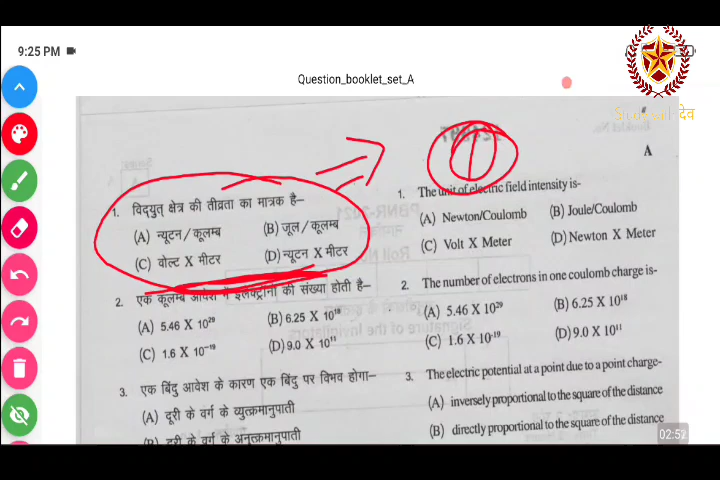 9:25 PM
Question_booklet_set_A
A
1. विद्युत् क्षेत्र की तीव्रता का मात्रक है–
(A) न्यूटन/कूलम्ब (B) जूल/कूलम्ब
(C) वोल्ट X मीटर (D) न्यूटन X मीटर
2. एक कूलम्ब आवेश में इलेक्ट्रॉनों की संख्या होती है–
(A) 5.46 X 10²⁹ (B) 6.25 X 10¹⁸
(C) 1.6 X 10⁻¹⁹ (D) 9.0 X 10¹¹
3. एक बिंदु आवेश के कारण एक बिंदु पर विभव होगा–
(A) दूरी के वर्ग के व्युत्क्रमानुपाती
(B) दूरी के वर्ग के अनुत्क्रमानुपाती
1. The unit of electric field intensity is-
(A) Newton/Coulomb (B) Joule/Coulomb
(C) Volt X Meter (D) Newton X Meter
2. The number of electrons in one coulomb charge is-
(A) 5.46 X 10²⁹ (B) 6.25 X 10¹⁸
(C) 1.6 X 10⁻¹⁹ (D) 9.0 X 10¹¹
3. The electric potential at a point due to a point charge-
(A) inversely proportional to the square of the distance
(B) directly proportional to the square of the distance
02:52